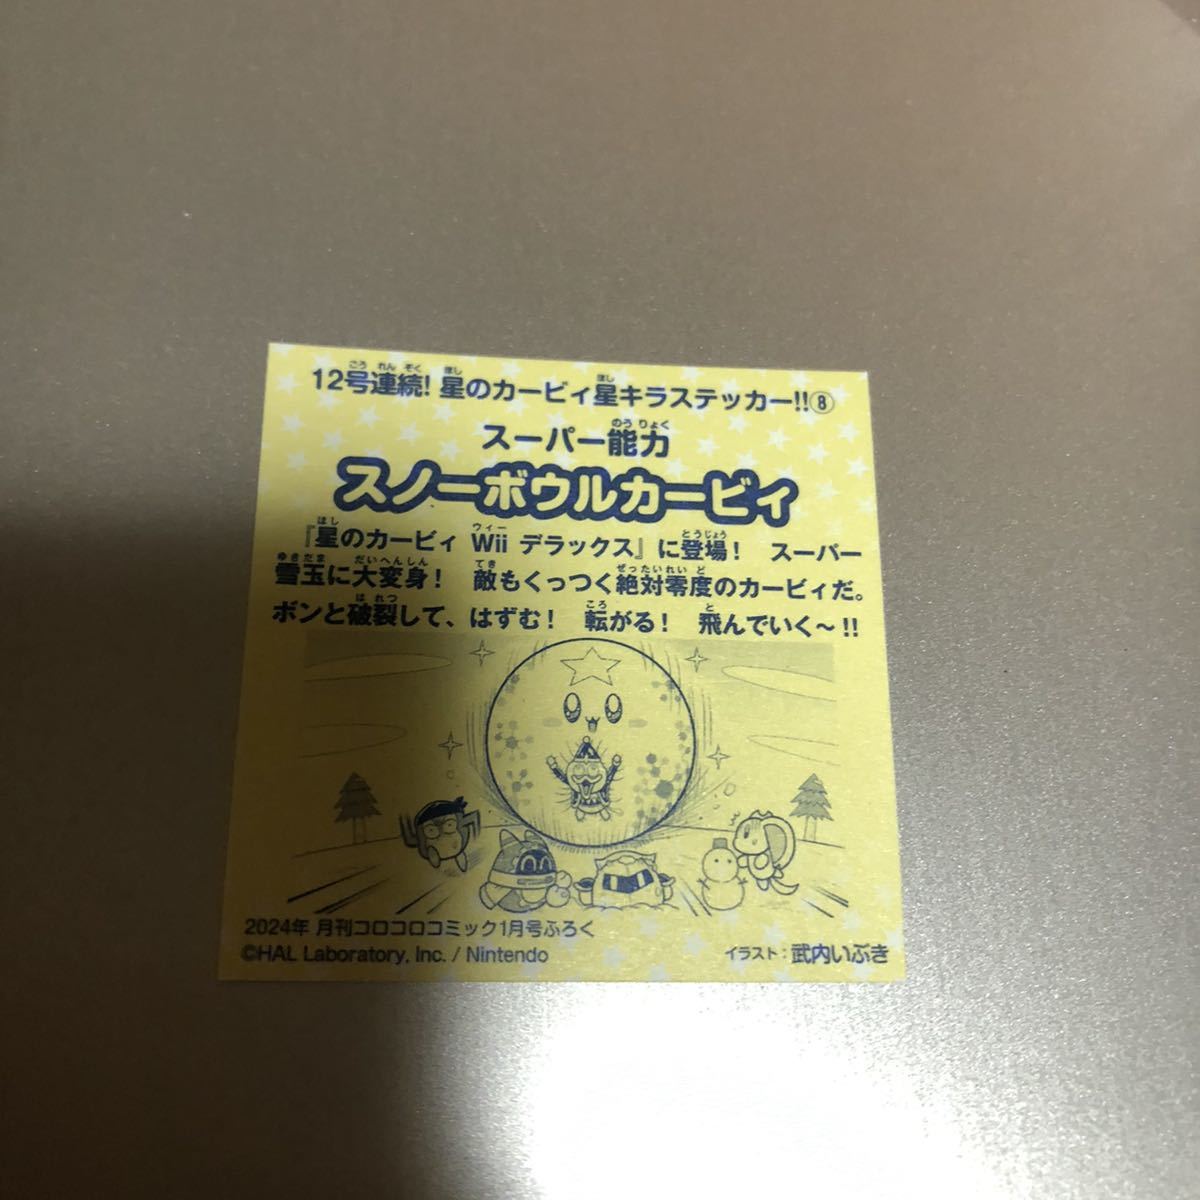 12号連続! 星のカービィ星キラステッカー!!⑧
スーパー能力
スノーボウルカービィ
『星のカービィ Wii デラックス』に登場! スーパー
雪玉に大変身! 敵もくっつく絶対零度のカービィだ。
ボンと破裂して、はずむ! 転がる! 飛んでいく〜!!
2024年 月刊コロコロコミック1月号ふろく
©HAL Laboratory, Inc. / Nintendo
イラスト:武内いぶき